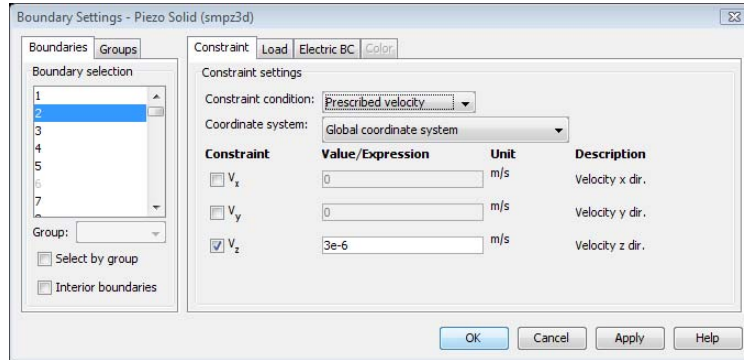 Boundary Settings - Piezo Solid (smpz3d)
Boundaries Groups
Boundary selection
1
2
3
4
5
6
7
Group:
Select by group
Interior boundaries
Constraint Load Electric BC Color
Constraint settings
Constraint condition: Prescribed velocity
Coordinate system: Global coordinate system
Constraint Value/Expression Unit Description
Vx 0 m/s Velocity x dir.
Vy 0 m/s Velocity y dir.
Vz 3e-6 m/s Velocity z dir.
OK Cancel Apply Help